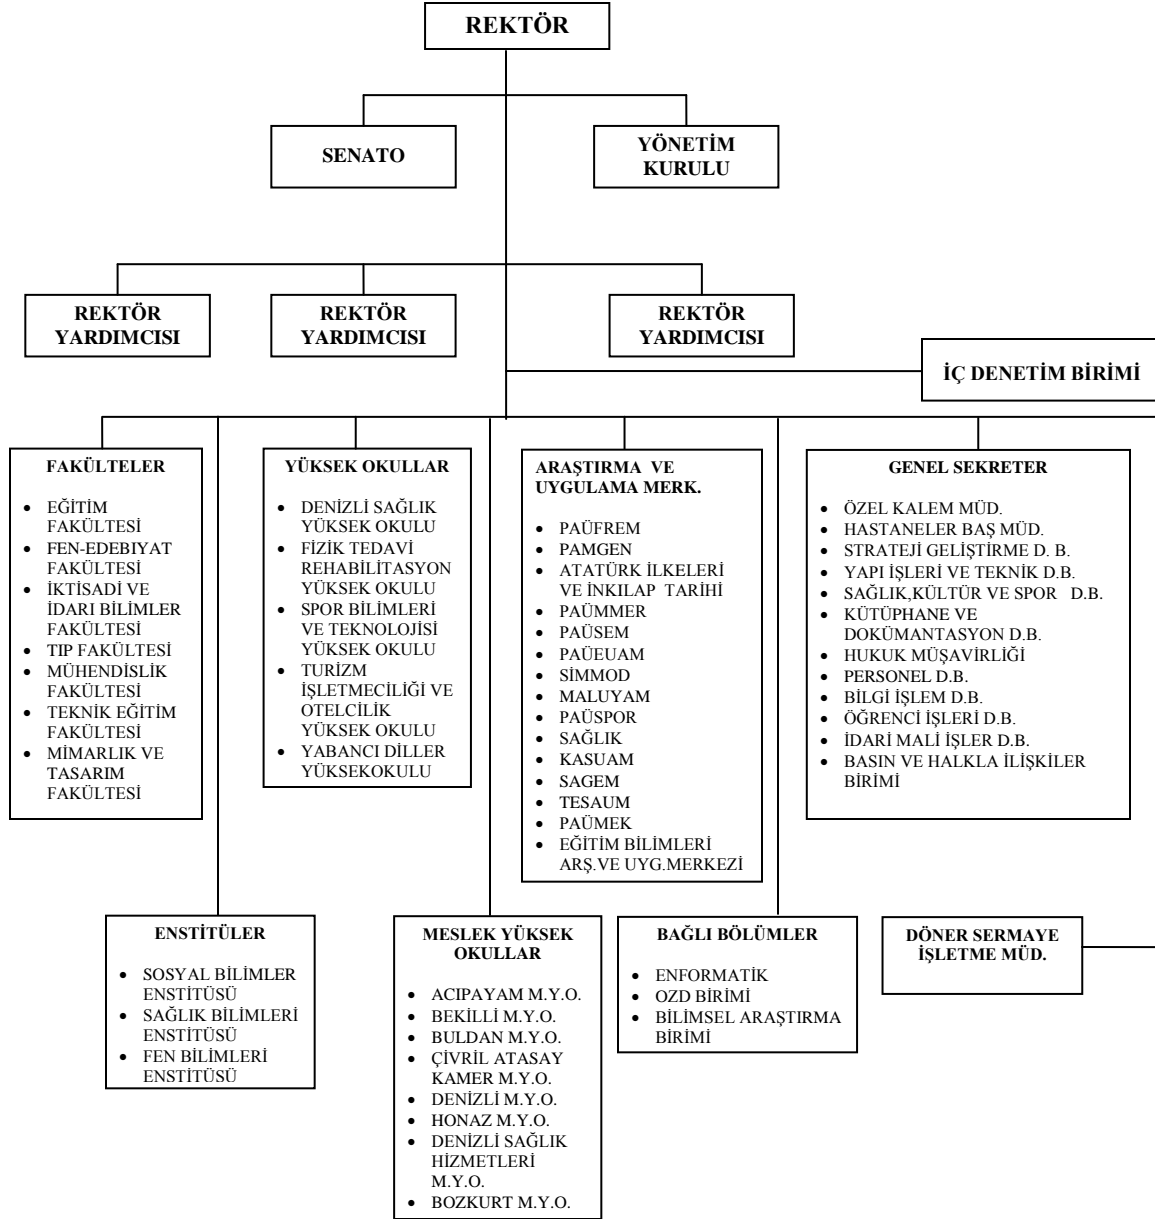 REKTÖR
SENATO
YÖNETİM
KURULU
REKTÖR
YARDIMCISI
REKTÖR
YARDIMCISI
REKTÖR
YARDIMCISI
İÇ DENETİM BİRİMİ
FAKÜLTELER
• EĞİTİM
FAKÜLTESİ
• FEN-EDEBIYAT
FAKÜLTESİ
• İKTİSADİ VE
İDARI BİLİMLER
FAKÜLTESİ
• TIP FAKÜLTESİ
• MÜHENDİSLİK
FAKÜLTESİ
• TEKNİK EĞİTİM
FAKÜLTESİ
• MİMARLIK VE
TASARIM
FAKÜLTESİ
YÜKSEK OKULLAR
• DENİZLİ SAĞLIK
YÜKSEK OKULU
• FİZİK TEDAVİ
REHABİLİTASYON
YÜKSEK OKULU
• SPOR BİLİMLERİ
VE TEKNOLOJİSİ
YÜKSEK OKULU
• TURİZM
İŞLETMECİLİĞİ VE
OTELCİLİK
YÜKSEK OKULU
• YABANCI DİLLER
YÜKSEKOKULU
ARAŞTIRMA VE
UYGULAMA MERK.
• PAÜFREM
• PAMGEN
• ATATÜRK İLKELERİ
VE İNKILAP TARİHİ
• PAÜMMER
• PAÜSEM
• PAÜEUAM
• SİMMOD
• MALUYAM
• PAÜSPOR
• SAĞLIK
• KASUAM
• SAGEM
• TESAUM
• PAÜMEK
• EĞİTİM BİLİMLERİ
ARŞ.VE UYG.MERKEZİ
GENEL SEKRETER
• ÖZEL KALEM MÜD.
• HASTANELER BAŞ MÜD.
• STRATEJİ GELİŞTİRME D. B.
• YAPI İŞLERİ VE TEKNİK D.B.
• SAĞLIK,KÜLTÜR VE SPOR D.B.
• KÜTÜPHANE VE
DOKÜMANTASYON D.B.
• HUKUK MÜŞAVİRLİĞİ
• PERSONEL D.B.
• BİLGİ İŞLEM D.B.
• ÖĞRENCİ İŞLERİ D.B.
• İDARİ MALİ İŞLER D.B.
• BASIN VE HALKLA İLİŞKİLER
BİRİMİ
ENSTİTÜLER
• SOSYAL BİLİMLER
ENSTİTÜSÜ
• SAĞLIK BİLİMLERİ
ENSTİTÜSÜ
• FEN BİLİMLERİ
ENSTİTÜSÜ
MESLEK YÜKSEK
OKULLAR
• ACIPAYAM M.Y.O.
• BEKİLLİ M.Y.O.
• BULDAN M.Y.O.
• ÇİVRİL ATASAY
KAMER M.Y.O.
• DENİZLİ M.Y.O.
• HONAZ M.Y.O.
• DENİZLİ SAĞLIK
HİZMETLERİ
M.Y.O.
• BOZKURT M.Y.O.
BAĞLI BÖLÜMLER
• ENFORMATİK
• OZD BİRİMİ
• BİLİMSEL ARAŞTIRMA
BİRİMİ
DÖNER SERMAYE
İŞLETME MÜD.